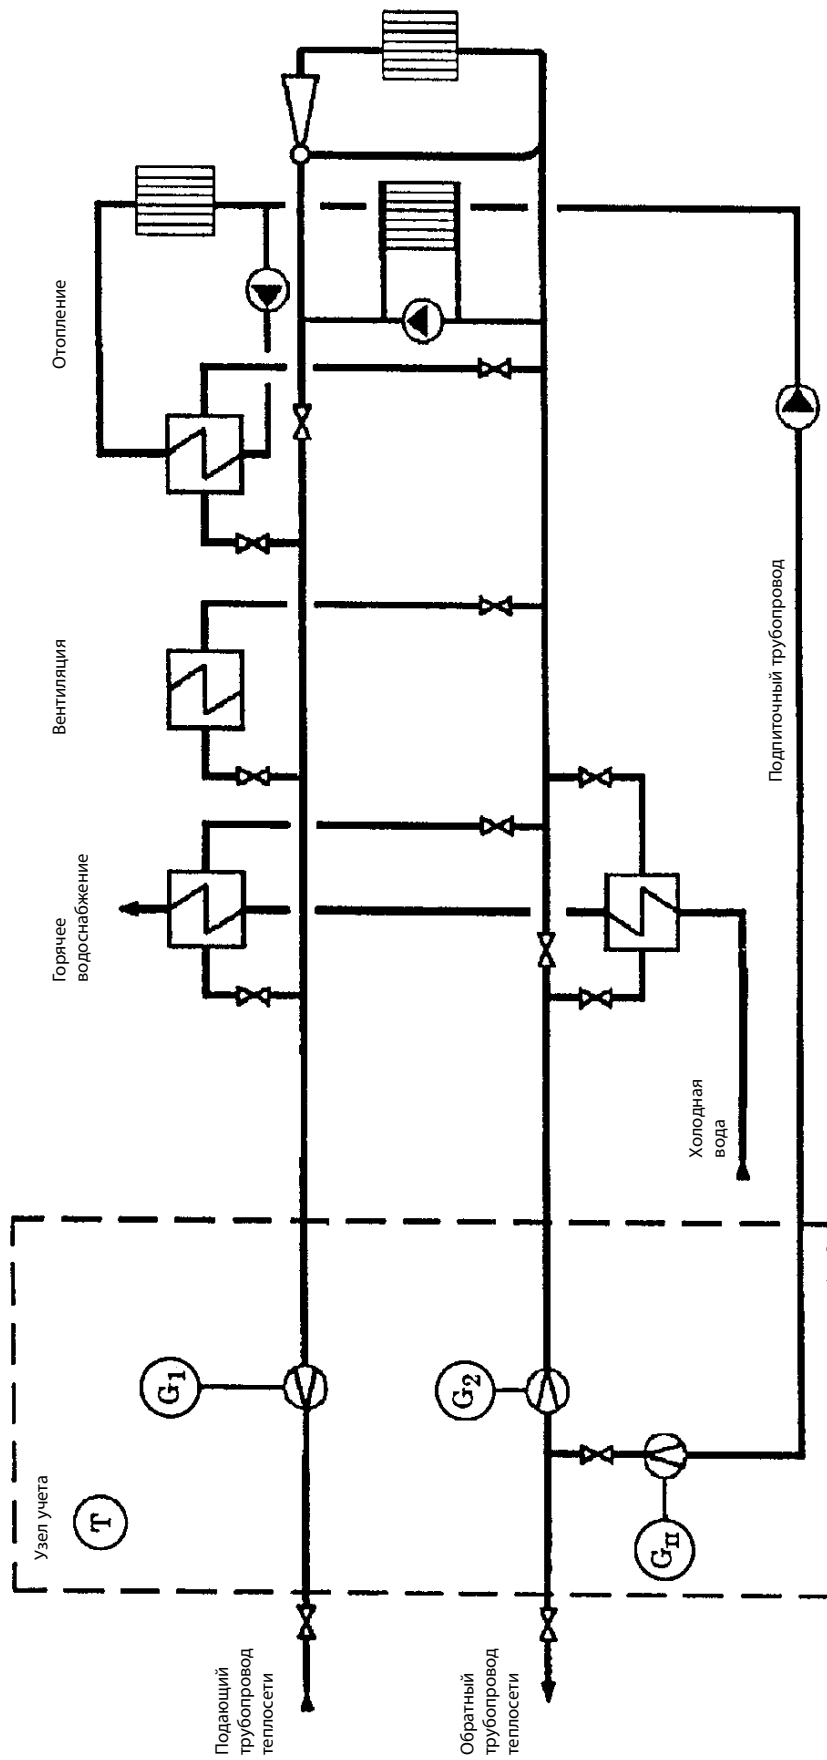 Узел учета
T
Подающий
трубопровод
теплосети
G1
Обратный
трубопровод
теплосети
G2
Gп
Горячее
водоснабжение
Холодная
вода
Вентиляция
Отопление
Подпиточный трубопровод